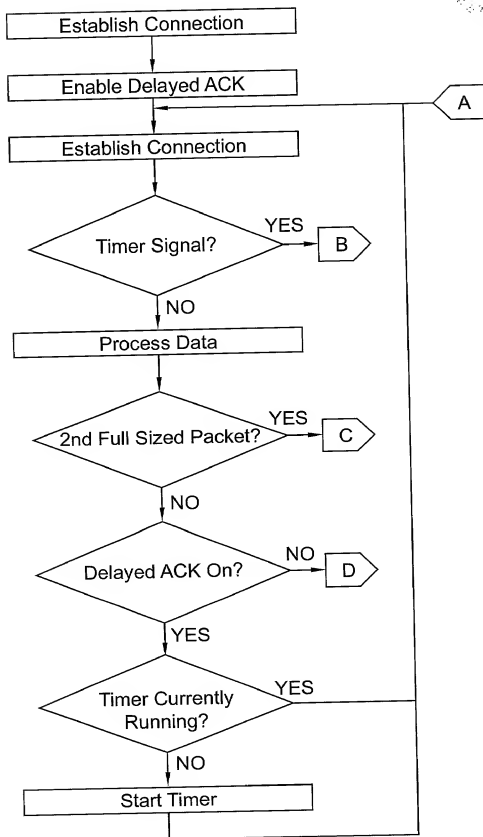 Establish Connection
Enable Delayed ACK
A
Establish Connection
YES
Timer Signal?
B
NO
Process Data
YES
2nd Full Sized Packet?
C
NO
NO
Delayed ACK On?
D
YES
YES
Timer Currently
Running?
NO
Start Timer